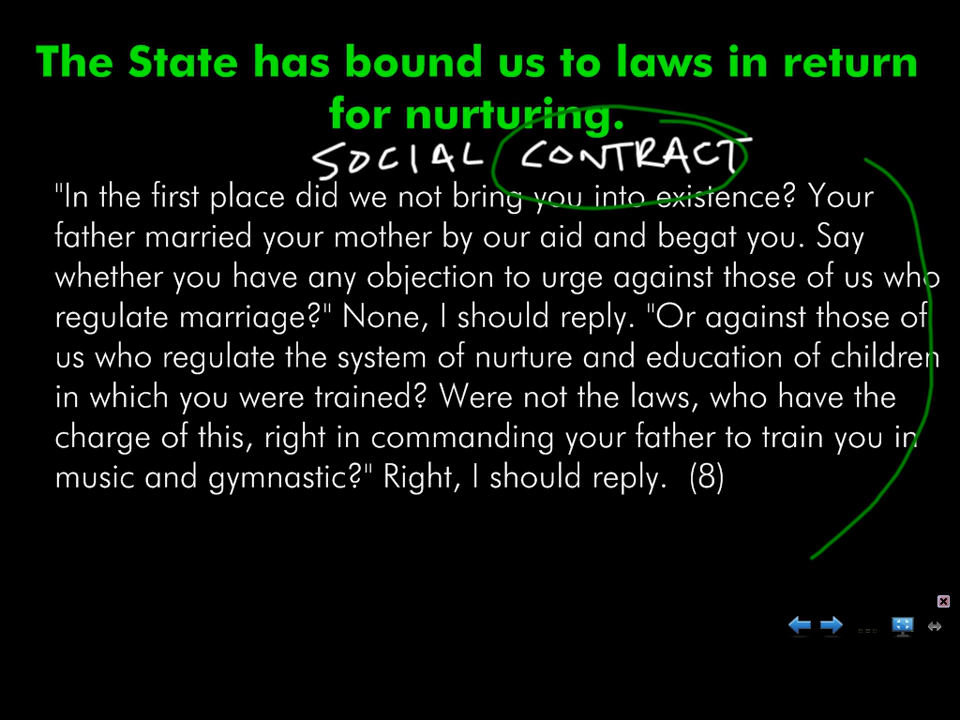 The State has bound us to laws in return
for nurturing.
SOCIAL CONTRACT
"In the first place did we not bring you into existence? Your
father married your mother by our aid and begat you. Say
whether you have any objection to urge against those of us who
regulate marriage?" None, I should reply. "Or against those of
us who regulate the system of nurture and education of children
in which you were trained? Were not the laws, who have the
charge of this, right in commanding your father to train you in
music and gymnastic?" Right, I should reply. (8)